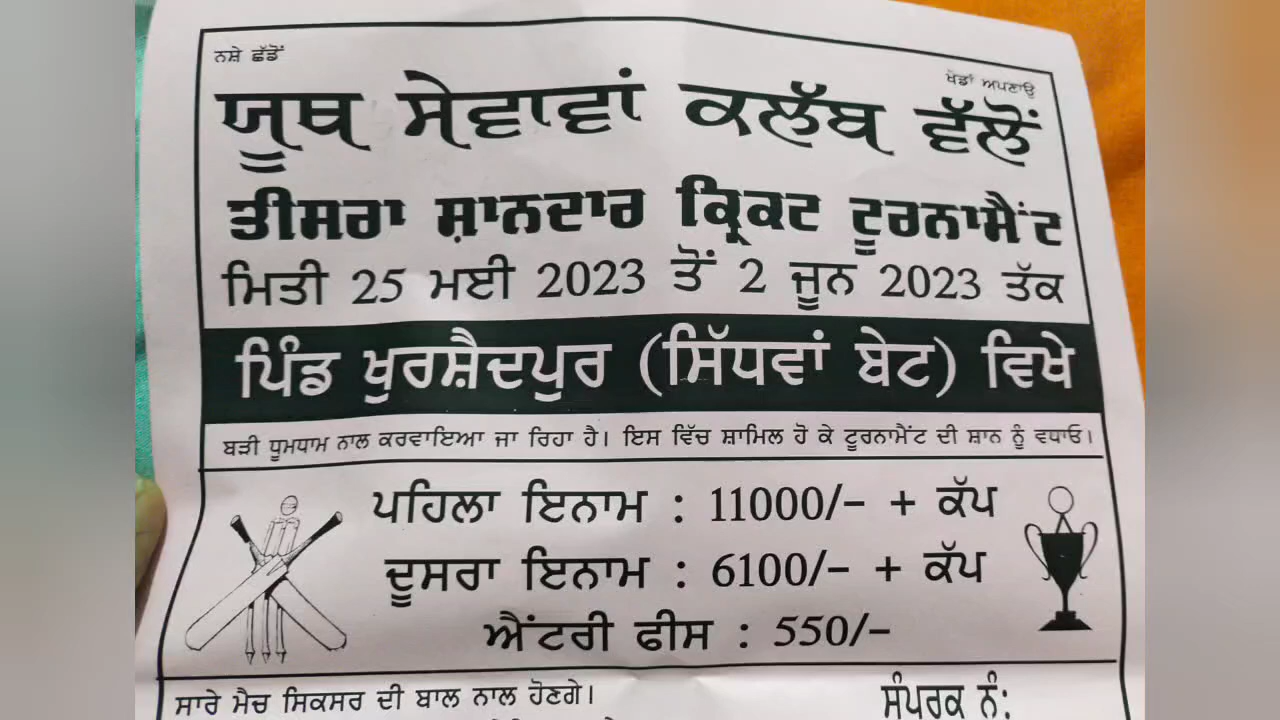 ਨਸ਼ੇ ਛੱਡੋਂ
ਖੇਡਾਂ ਅਪਣਾਉ
ਯੂਥ ਸੇਵਾਵਾਂ ਕਲੱਬ ਵੱਲੋਂ
ਤੀਸਰਾ ਸ਼ਾਨਦਾਰ ਕ੍ਰਿਕਟ ਟੂਰਨਾਮੈਂਟ
ਮਿਤੀ 25 ਮਈ 2023 ਤੋਂ 2 ਜੂਨ 2023 ਤੱਕ
ਪਿੰਡ ਖੁਰਸ਼ੈਦਪੁਰ (ਸਿੱਧਵਾਂ ਬੇਟ) ਵਿਖੇ
ਬੜੀ ਧੂਮਧਾਮ ਨਾਲ ਕਰਵਾਇਆ ਜਾ ਰਿਹਾ ਹੈ। ਇਸ ਵਿੱਚ ਸ਼ਾਮਿਲ ਹੋ ਕੇ ਟੂਰਨਾਮੈਂਟ ਦੀ ਸ਼ਾਨ ਨੂੰ ਵਧਾਓ।
ਪਹਿਲਾ ਇਨਾਮ : 11000/- + ਕੱਪ
ਦੂਸਰਾ ਇਨਾਮ : 6100/- + ਕੱਪ
ਐਂਟਰੀ ਫੀਸ : 550/-
ਸਾਰੇ ਮੈਚ ਸਿਕਸਰ ਦੀ ਬਾਲ ਨਾਲ ਹੋਣਗੇ।
ਸੰਪਰਕ ਨੰ: